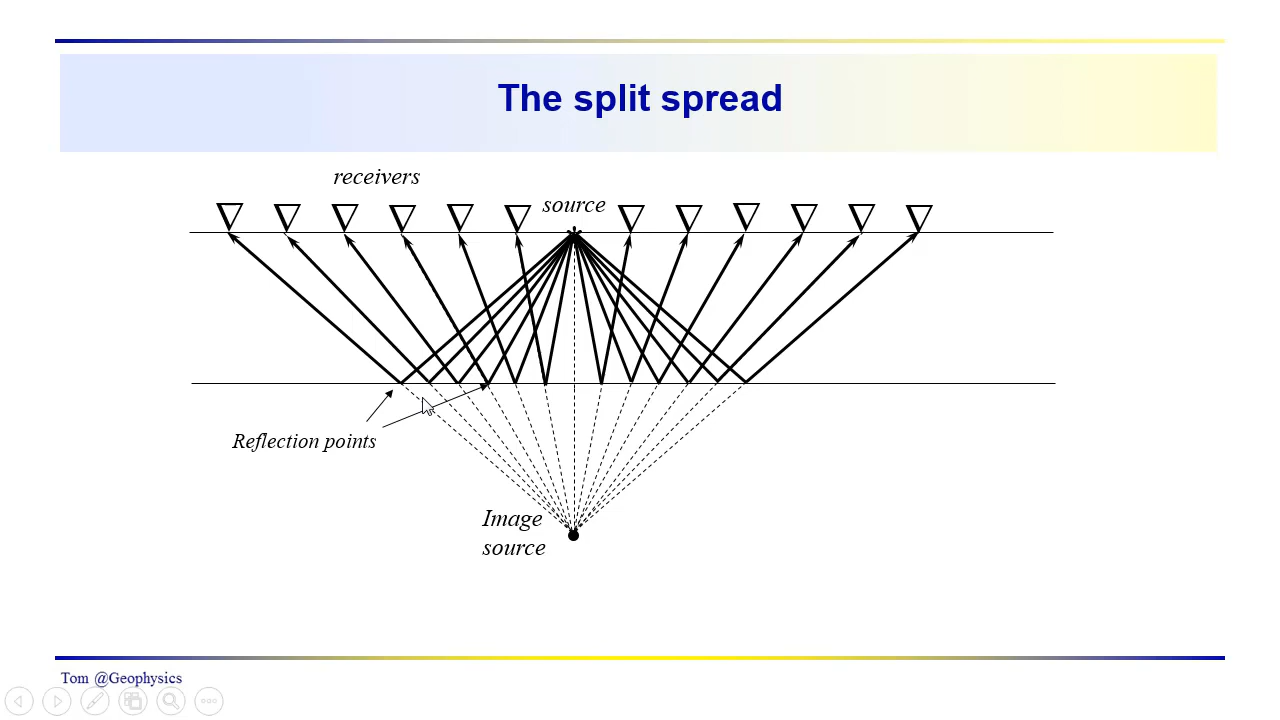 The split spread
receivers
source
Reflection points
Image
source
Tom @Geophysics